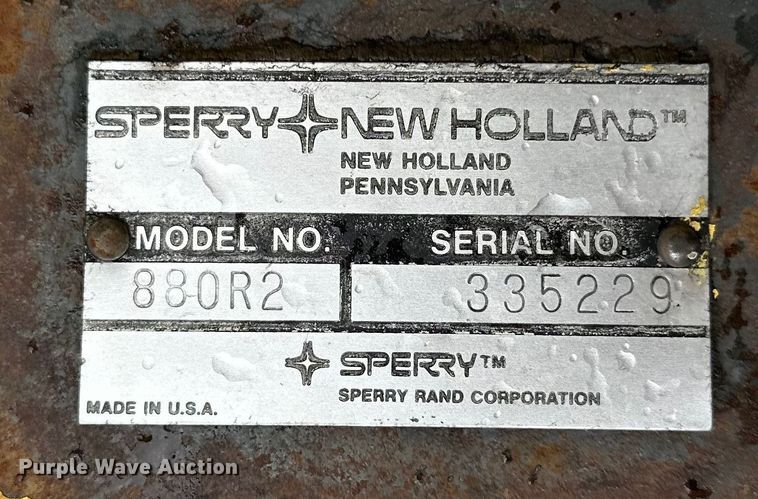 SPERRY NEW HOLLAND™
NEW HOLLAND
PENNSYLVANIA
MODEL NO. SERIAL NO.
880R2 335229
SPERRY™
SPERRY RAND CORPORATION
MADE IN U.S.A.
Purple Wave Auction